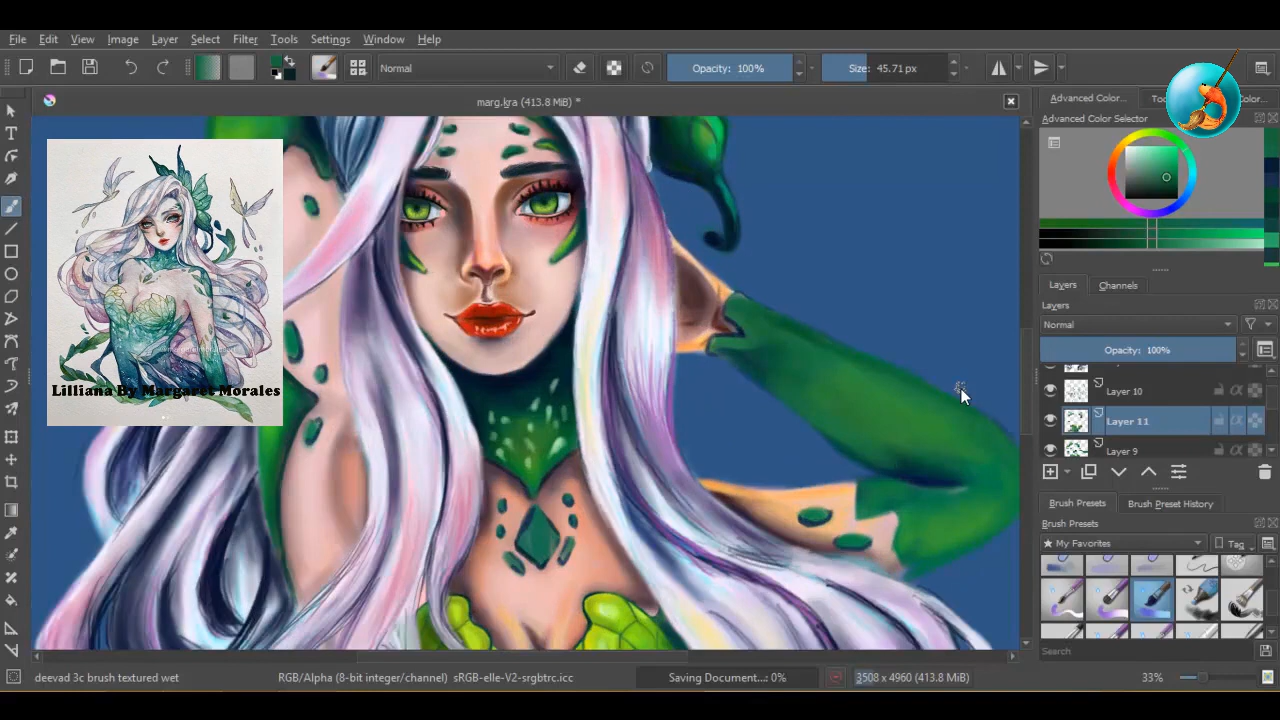 File Edit View Image Layer Select Filter Tools Settings Window Help
Normal Opacity: 100% Size: 45.71 px
marg.kra (413.8 MiB) *
Advanced Color... Color...
Advanced Color Selector
Lilliana By Margaret Morales
Layers Channels
Layers
Normal
Opacity: 100%
Layer 10
Layer 11
Layer 9
Brush Presets Brush Preset History
Brush Presets
★ My Favorites Tag
Search
deevad 3c brush textured wet RGB/Alpha (8-bit integer/channel) sRGB-elle-V2-srgbtrc.icc Saving Document...: 0% 3508 x 4960 (413.8 MiB) 33%